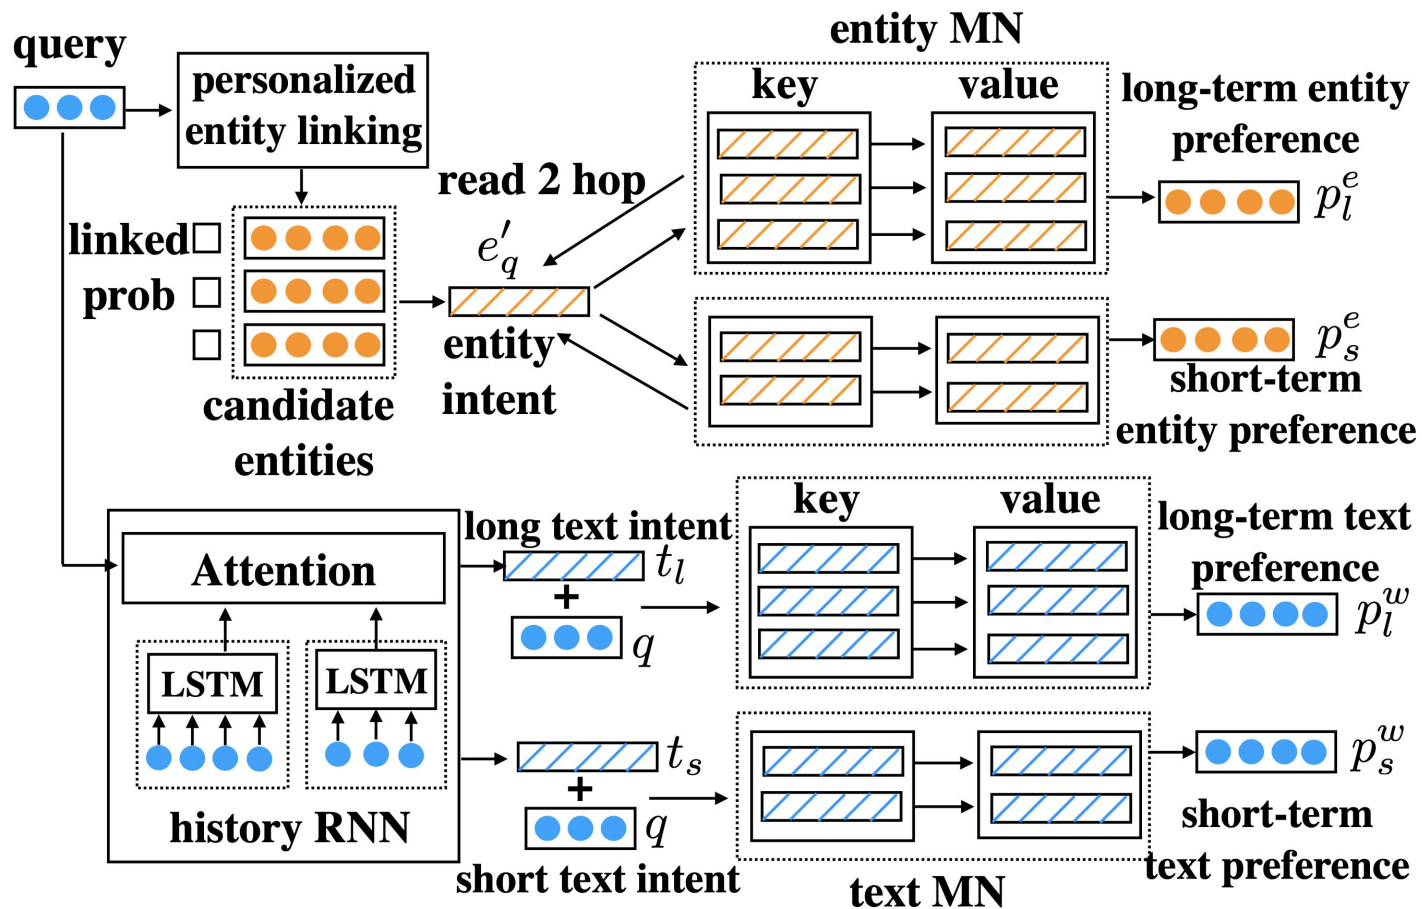 query
personalized
entity linking
linked
prob
candidate
entities
read 2 hop
e′q
entity
intent
entity MN
key value
long-term entity
preference
p_l^e
p_s^e
short-term
entity preference
Attention
LSTM LSTM
history RNN
long text intent
t_l
+
q
t_s
+
q
short text intent
key value
text MN
long-term text
preference
p_l^w
p_s^w
short-term
text preference